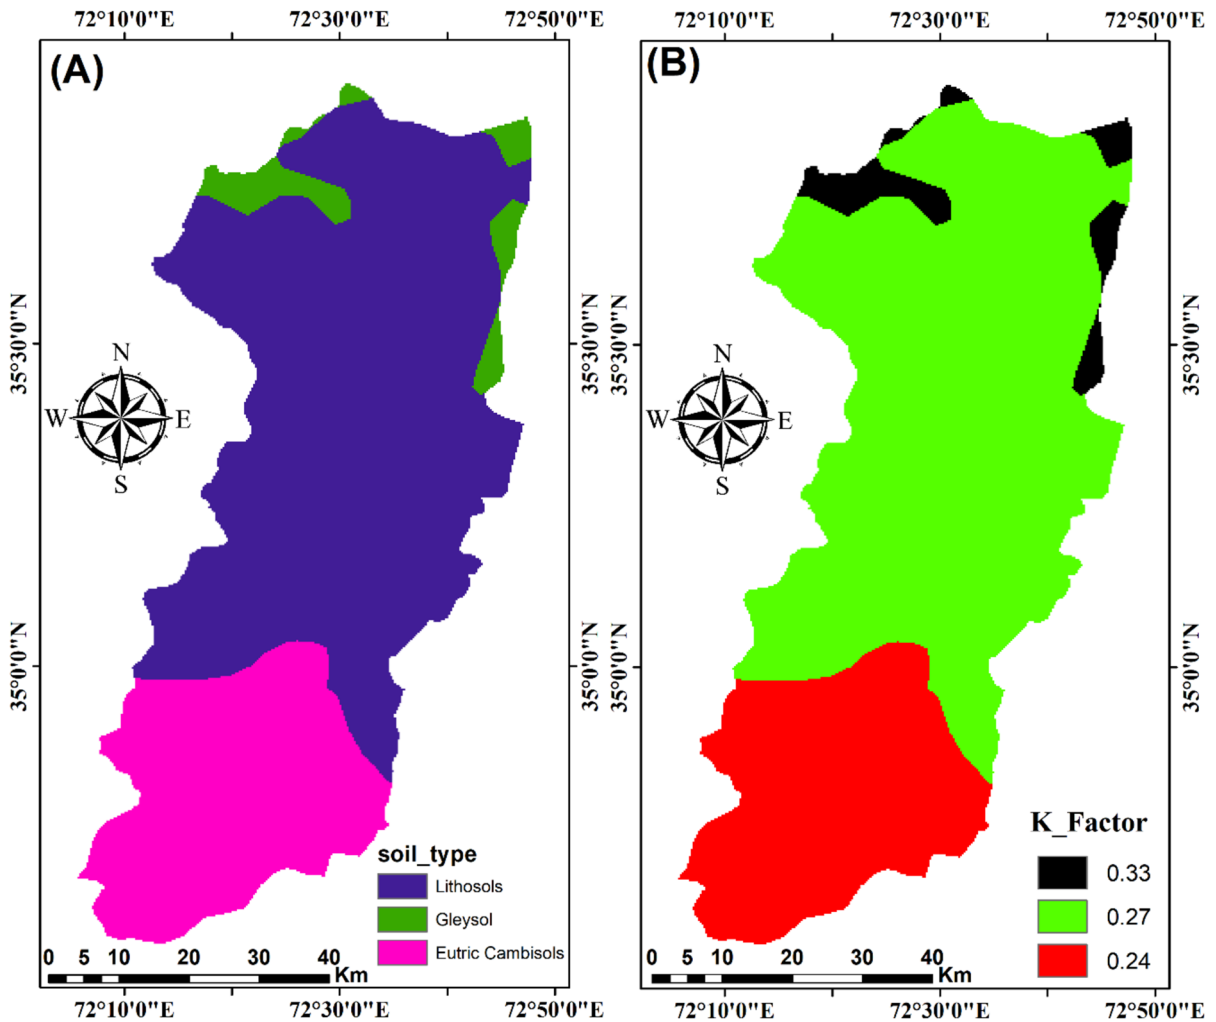 72°10'0"E 72°30'0"E 72°50'0"E
(A)
35°30'0"N
35°0'0"N
N
W E
S
soil_type
Lithosols
Gleysol
Eutric Cambisols
0 5 10 20 30 40
Km
35°30'0"N
35°0'0"N
72°10'0"E 72°30'0"E 72°50'0"E
72°10'0"E 72°30'0"E 72°50'0"E
(B)
35°30'0"N
35°0'0"N
N
W E
S
K_Factor
0.33
0.27
0.24
0 5 10 20 30 40
Km
35°30'0"N
35°0'0"N
72°10'0"E 72°30'0"E 72°50'0"E